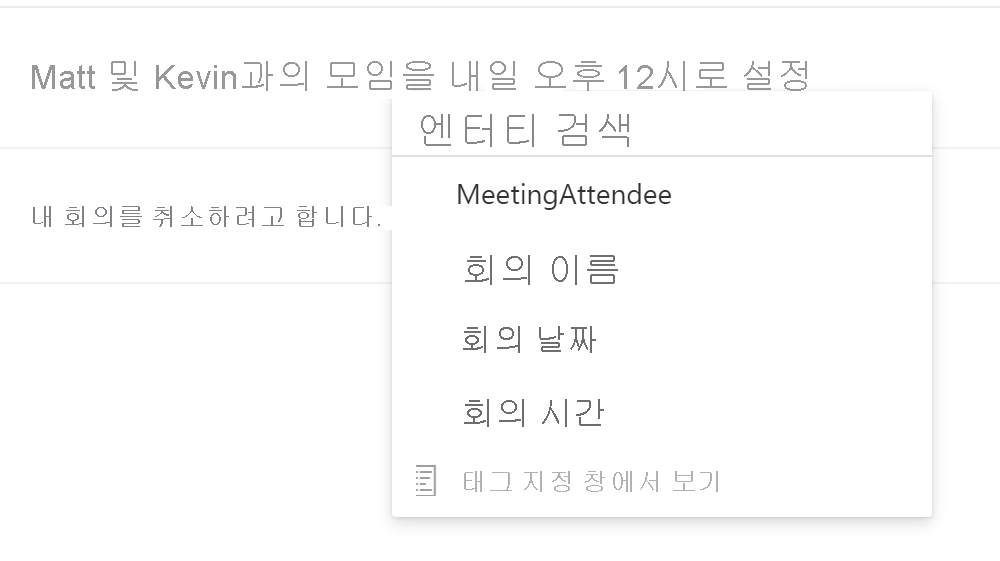 Matt 및 Kevin과의 모임을 내일 오후 12시로 설정
엔터티 검색
MeetingAttendee
내 회의를 취소하려고 합니다.
회의 이름
회의 날짜
회의 시간
태그 지정 창에서 보기